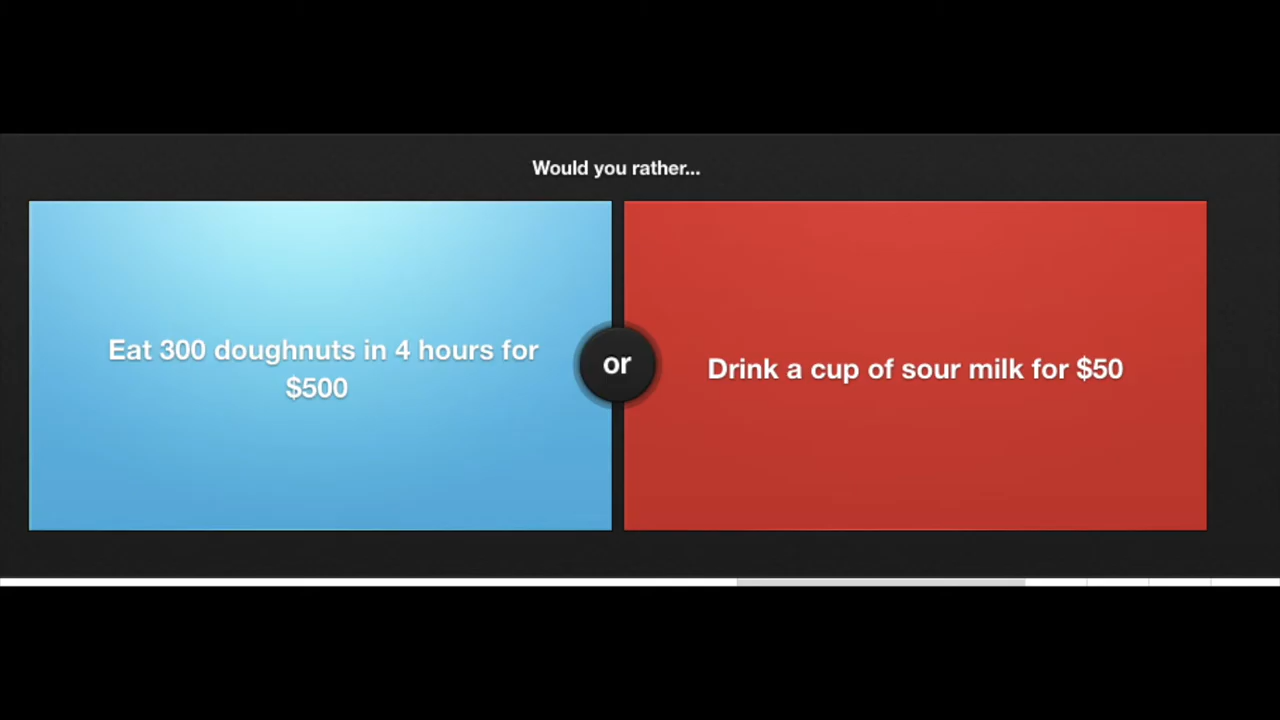 Would you rather...
Eat 300 doughnuts in 4 hours for
$500
or
Drink a cup of sour milk for $50